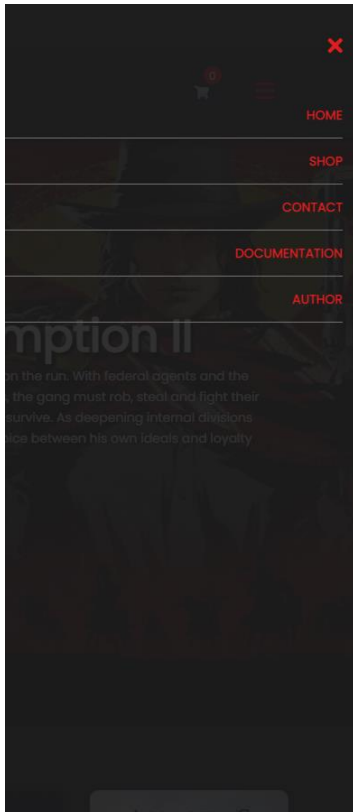 0
HOME
SHOP
CONTACT
DOCUMENTATION
AUTHOR
mption II
on the run. With federal agents and the
, the gang must rob, steal and fight their
survive. As deepening internal divisions
oice between his own ideals and loyalty